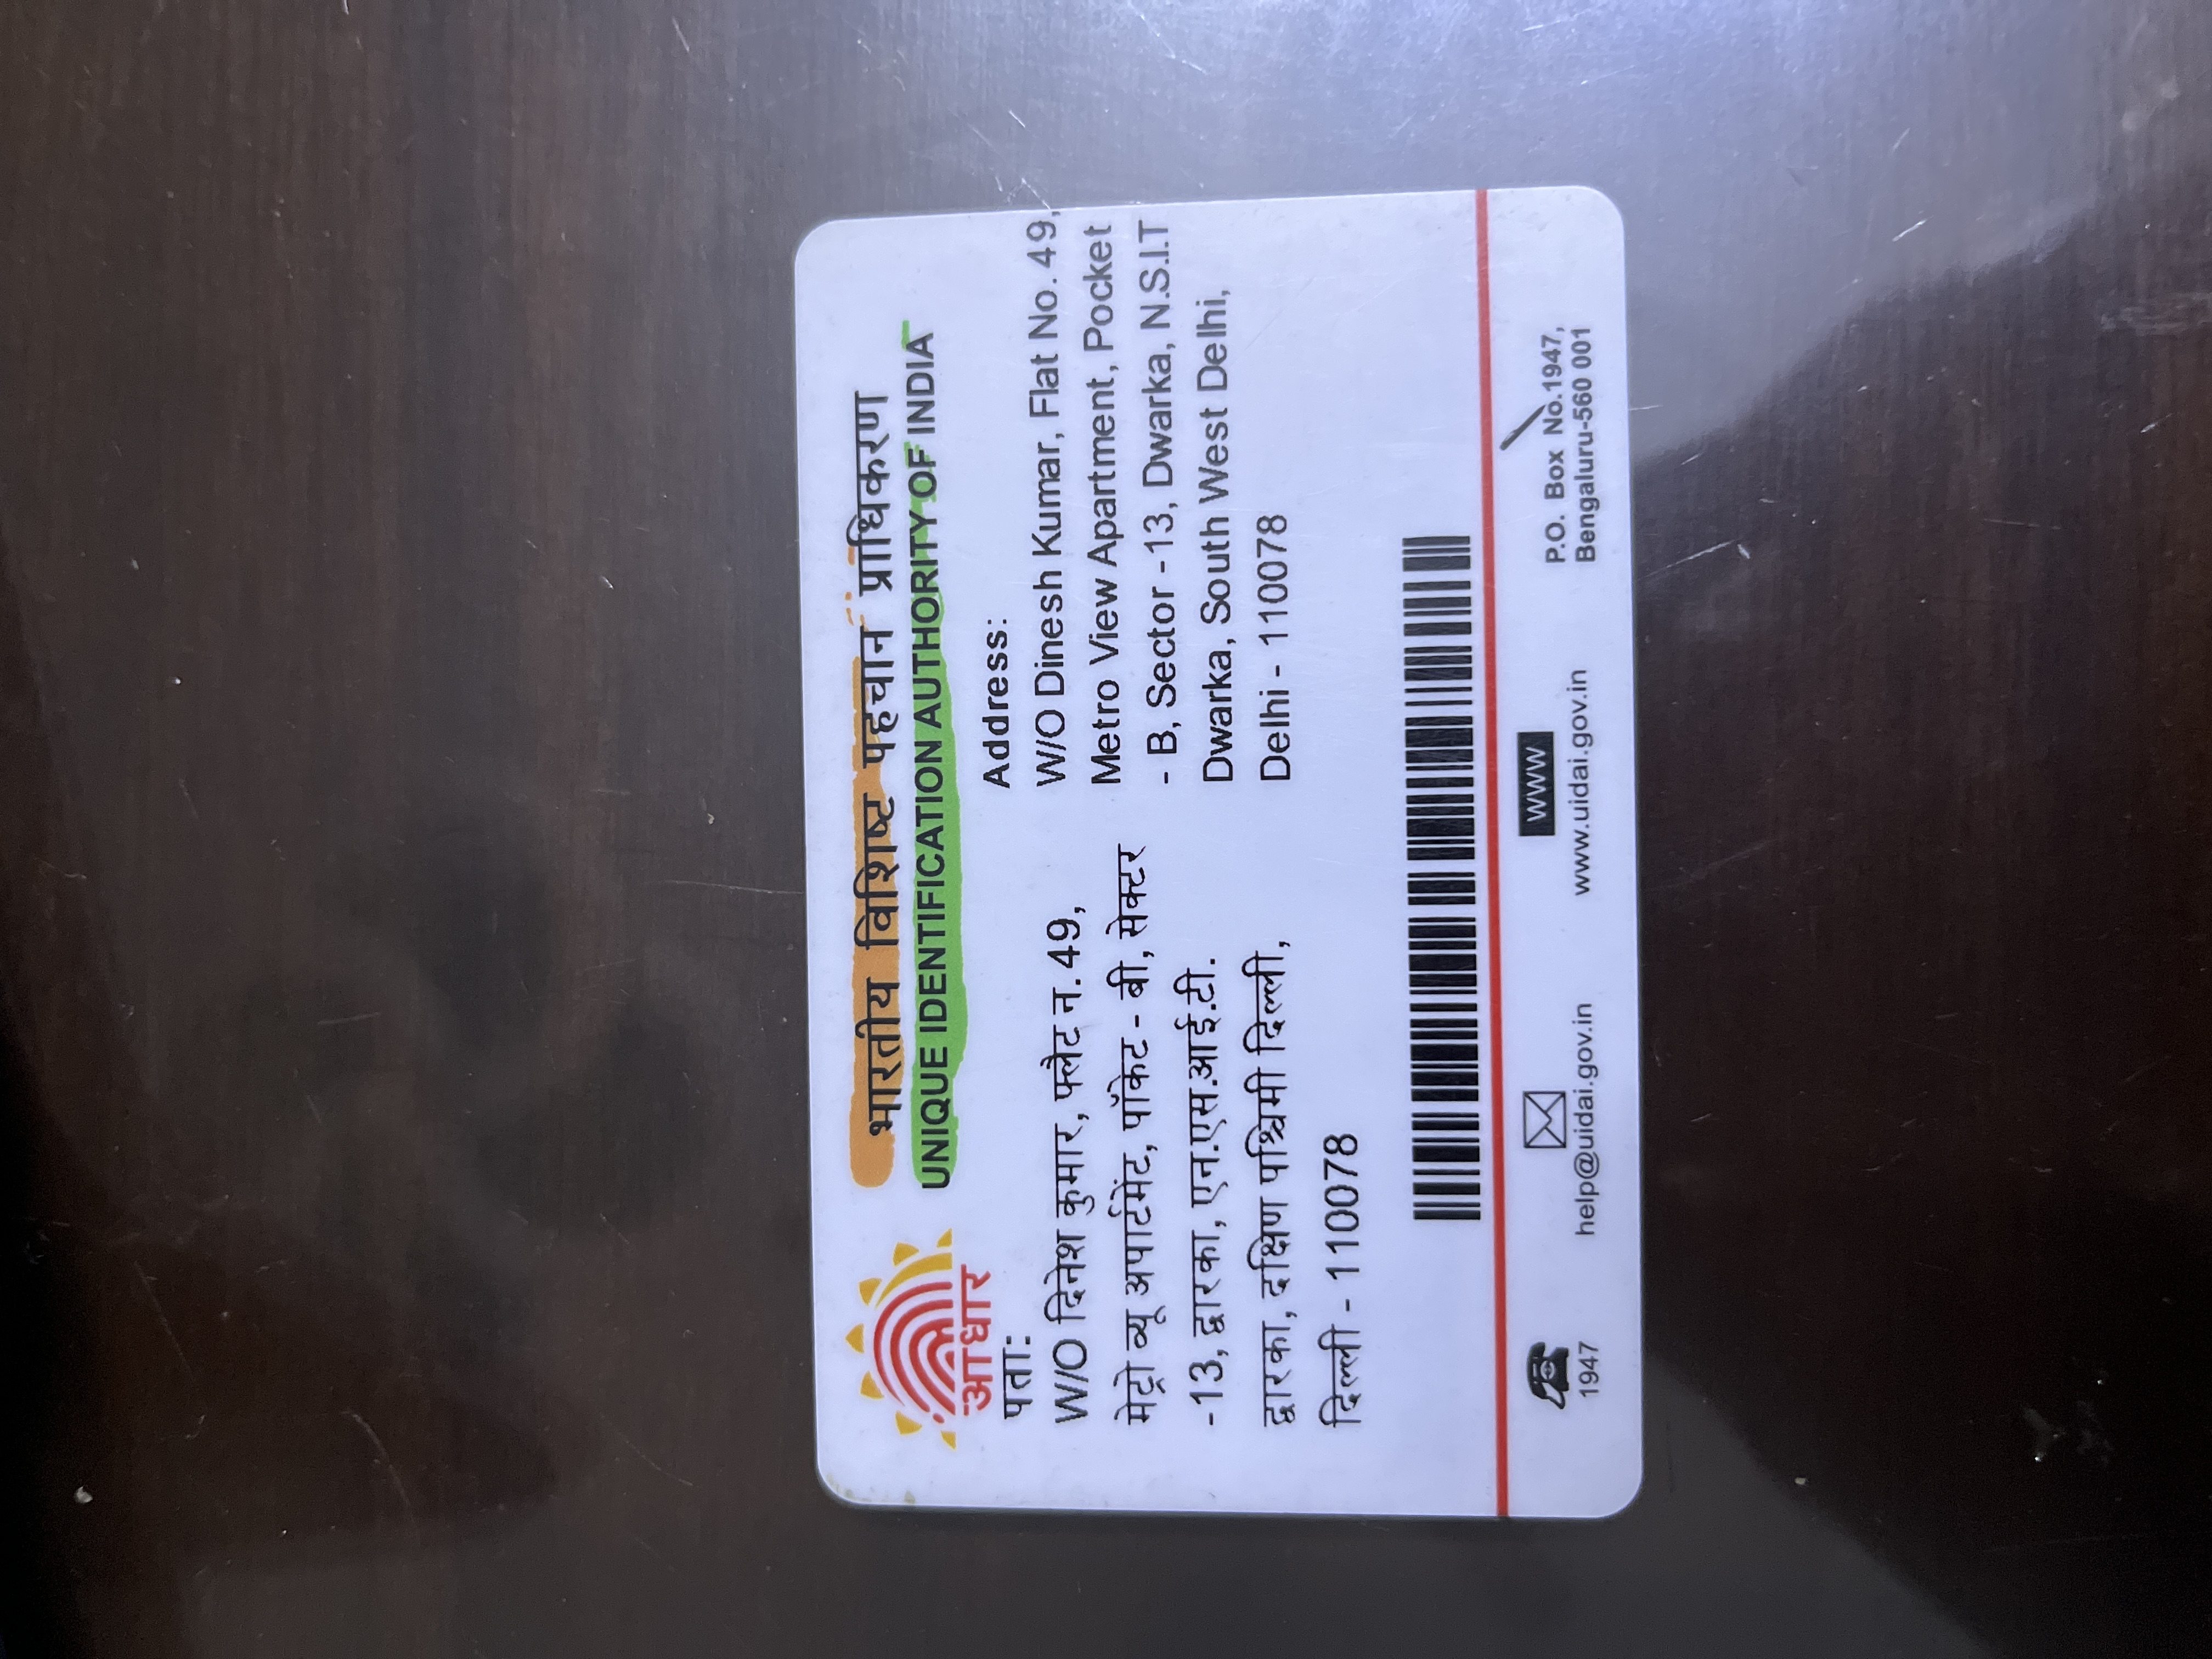 भारतीय विशिष्ट पहचान प्राधिकरण
UNIQUE IDENTIFICATION AUTHORITY OF INDIA
आधार
पता:
W/O दिनेश कुमार, फ्लैट न. 49,
मेट्रो व्यू अपार्टमेंट, पॉकेट - बी, सेक्टर
-13, द्वारका, एन.एस.आई.टी.
द्वारका, दक्षिण पश्चिमी दिल्ली,
दिल्ली - 110078
Address:
W/O Dinesh Kumar, Flat No. 49,
Metro View Apartment, Pocket
- B, Sector -13, Dwarka, N.S.I.T
Dwarka, South West Delhi,
Delhi - 110078
1947
help@uidai.gov.in
WWW
www.uidai.gov.in
P.O. Box No.1947,
Bengaluru-560 001